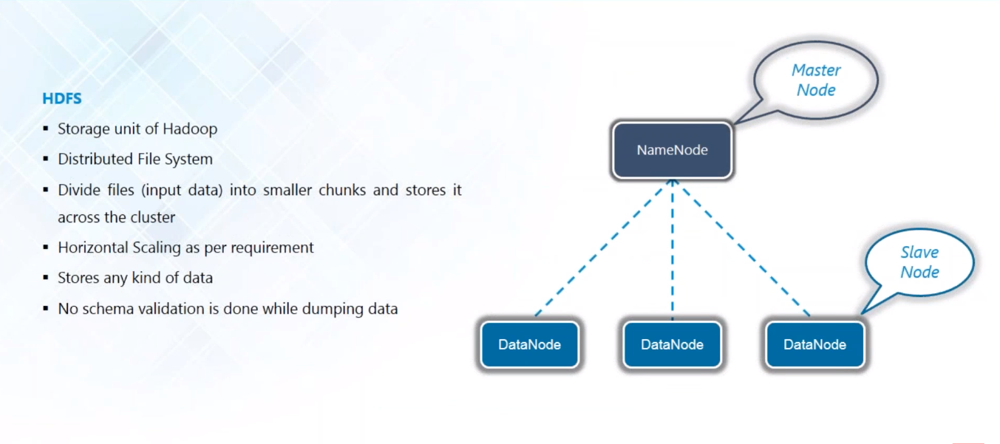 HDFS
▪ Storage unit of Hadoop
▪ Distributed File System
▪ Divide files (input data) into smaller chunks and stores it
across the cluster
▪ Horizontal Scaling as per requirement
▪ Stores any kind of data
▪ No schema validation is done while dumping data
Master
Node
NameNode
Slave
Node
DataNode
DataNode
DataNode